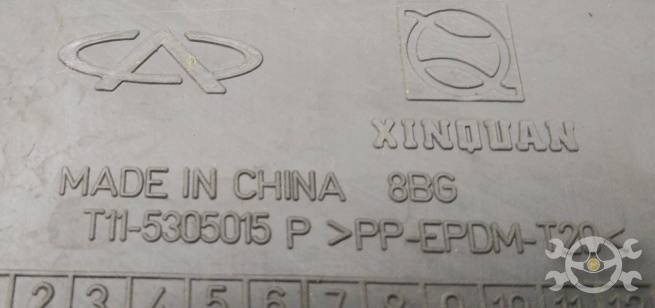 XINQUAN
MADE IN CHINA 8BG
T11-5305015 P >PP-EPDM-T20<
2 3 4 5 6 7 8 9 10 11 12